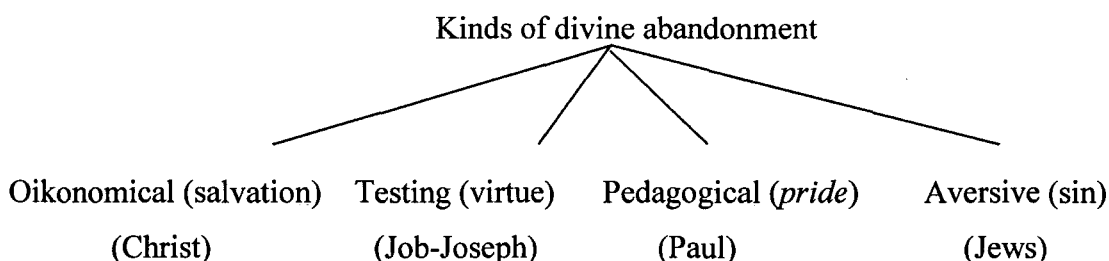 Kinds of divine abandonment
Oikonomical (salvation) Testing (virtue) Pedagogical (pride) Aversive (sin)
(Christ) (Job-Joseph) (Paul) (Jews)